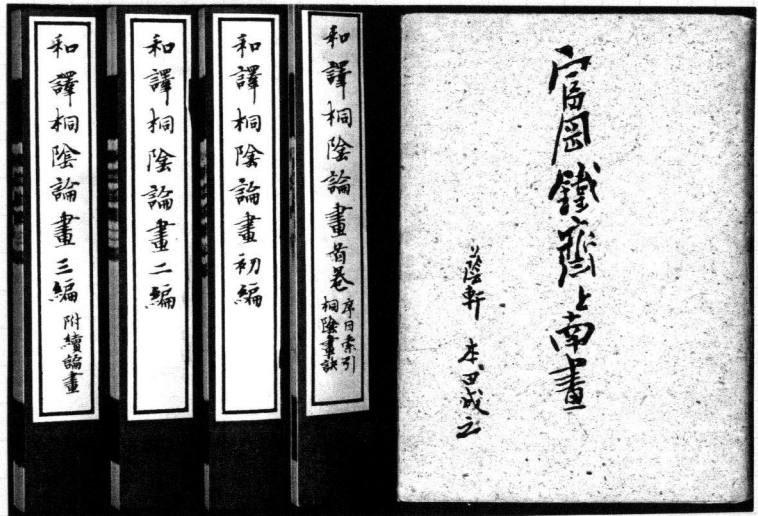 富岡鐵齋と南畫
蔭軒 本田成之
和譯桐陰論畫首卷
序目索引
桐陰畫訣
和譯桐陰論畫初編
和譯桐陰論畫二編
和譯桐陰論畫三編
附續論畫